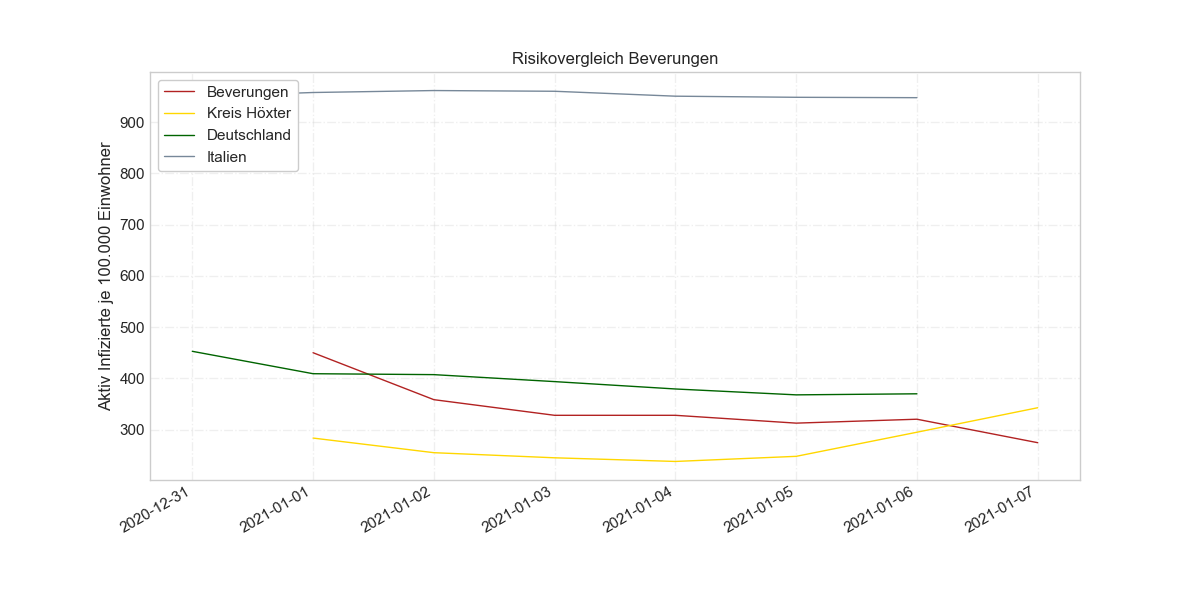 Risikovergleich Beverungen
Beverungen
Kreis Höxter
Deutschland
Italien
Aktiv Infizierte je 100.000 Einwohner
900
800
700
600
500
400
300
2020-12-31
2021-01-01
2021-01-02
2021-01-03
2021-01-04
2021-01-05
2021-01-06
2021-01-07